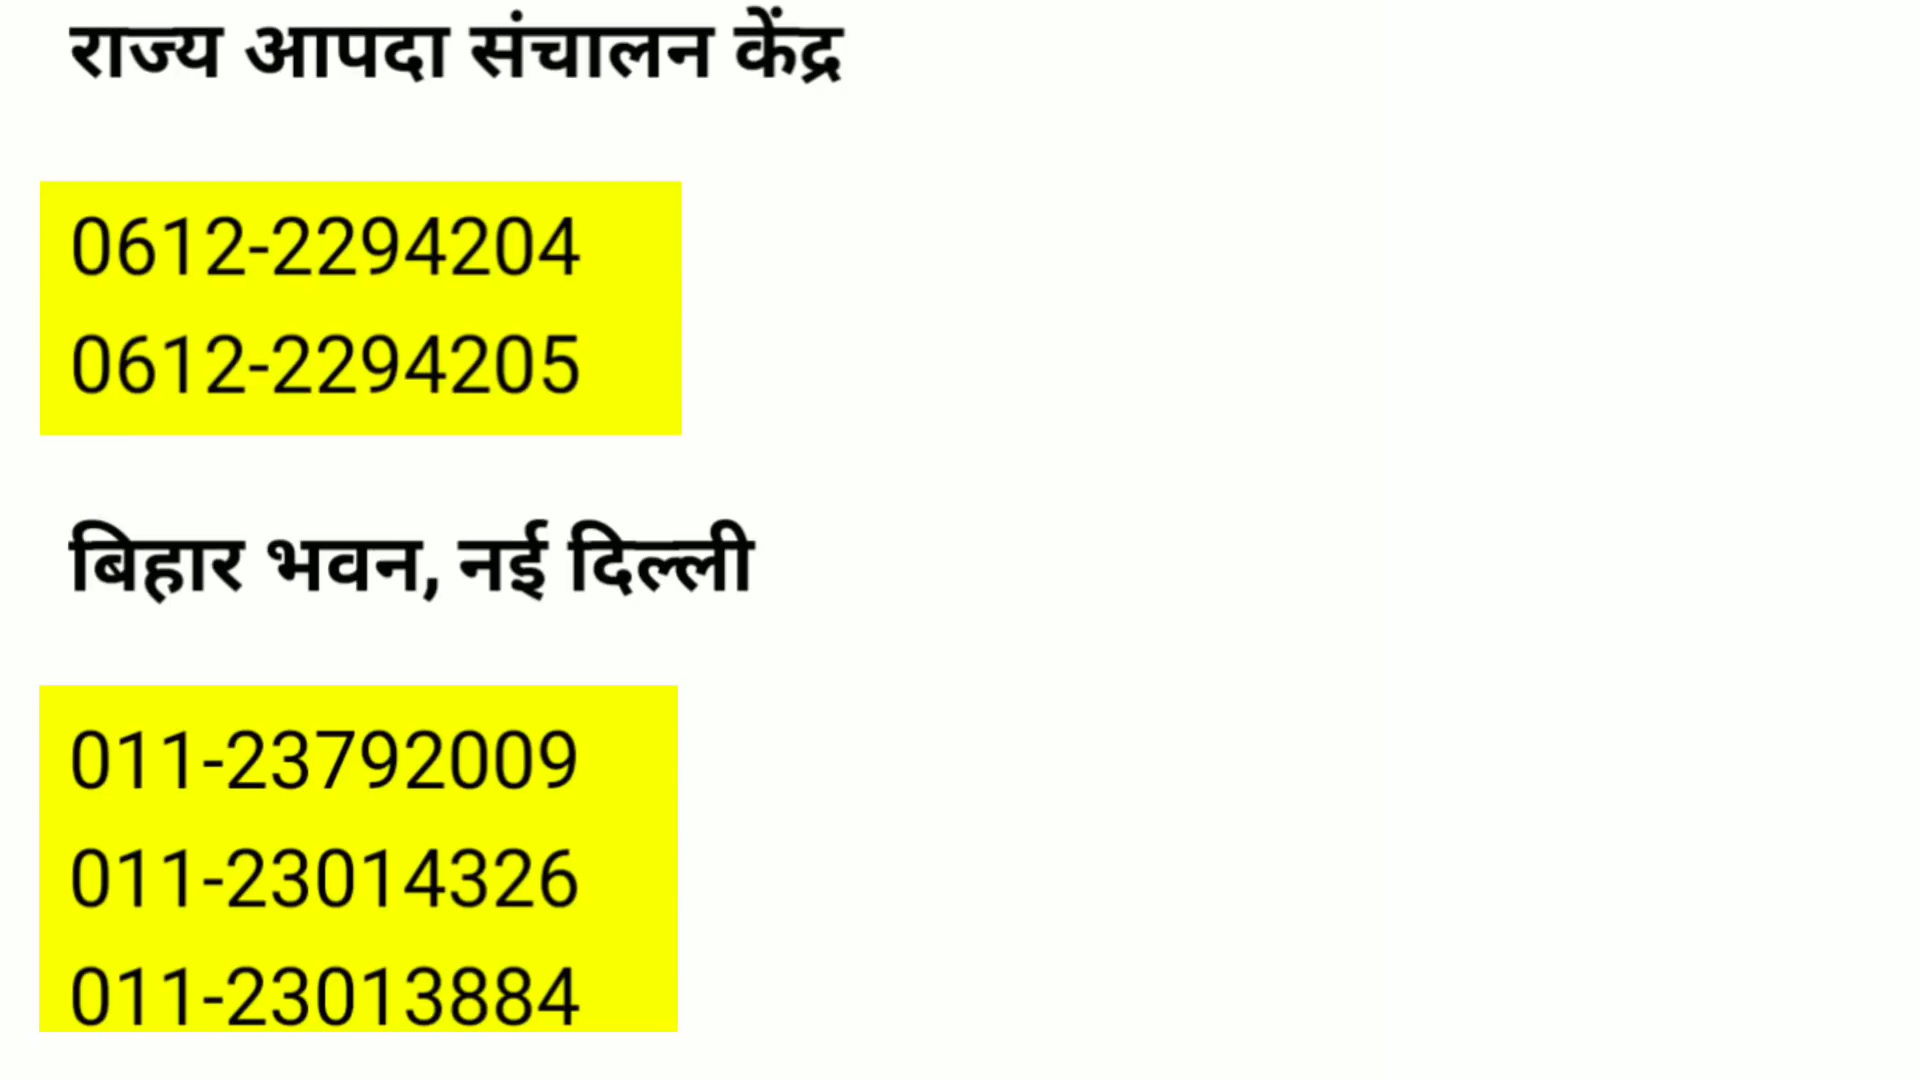 राज्य आपदा संचालन केंद्र
0612-2294204
0612-2294205
बिहार भवन, नई दिल्ली
011-23792009
011-23014326
011-23013884